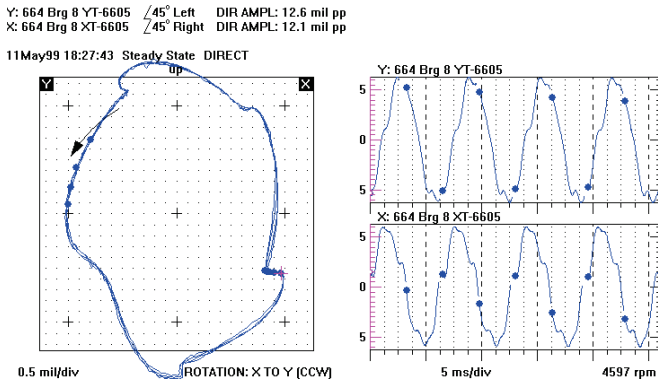 Y: 664 Brg 8 YT-6605 ∠45° Left DIR AMPL: 12.6 mil pp
X: 664 Brg 8 XT-6605 ∠45° Right DIR AMPL: 12.1 mil pp
11May99 18:27:43 Steady State DIRECT
up
Y
X
0.5 mil/div
ROTATION: X TO Y (CCW)
Y: 664 Brg 8 YT-6605
5
0
5
X: 664 Brg 8 XT-6605
5
0
5
5 ms/div
4597 rpm